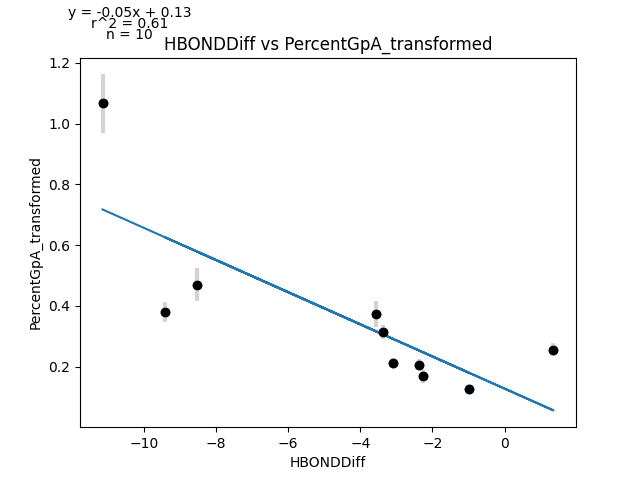 y = -0.05x + 0.13
r^2 = 0.61
n = 10
HBONDDiff vs PercentGpA_transformed
1.2
1.0
0.8
0.6
0.4
0.2
PercentGpA_transformed
−10
−8
−6
−4
−2
0
HBONDDiff